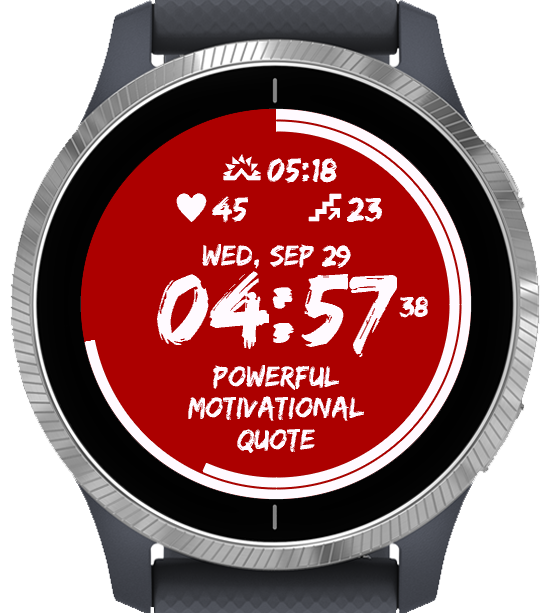 05:18
45 23
WED, SEP 29
04:57 38
POWERFUL
MOTIVATIONAL
QUOTE